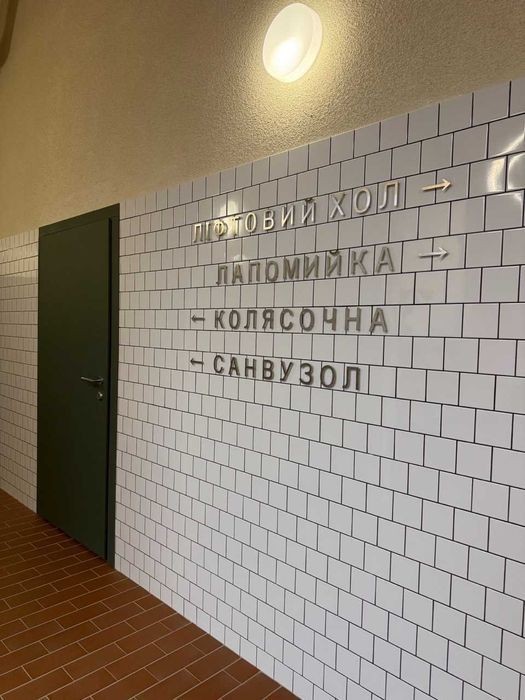 ЛІФТОВИЙ ХОЛ →
ЛАПОМИЙКА →
← КОЛЯСОЧНА
← САНВУЗОЛ